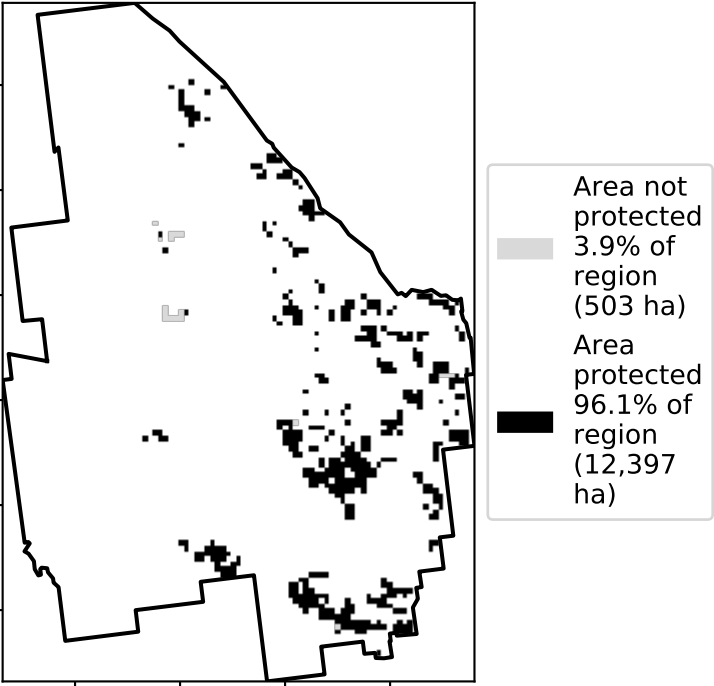 Area not
protected
3.9% of
region
(503 ha)
Area
protected
96.1% of
region
(12,397
ha)